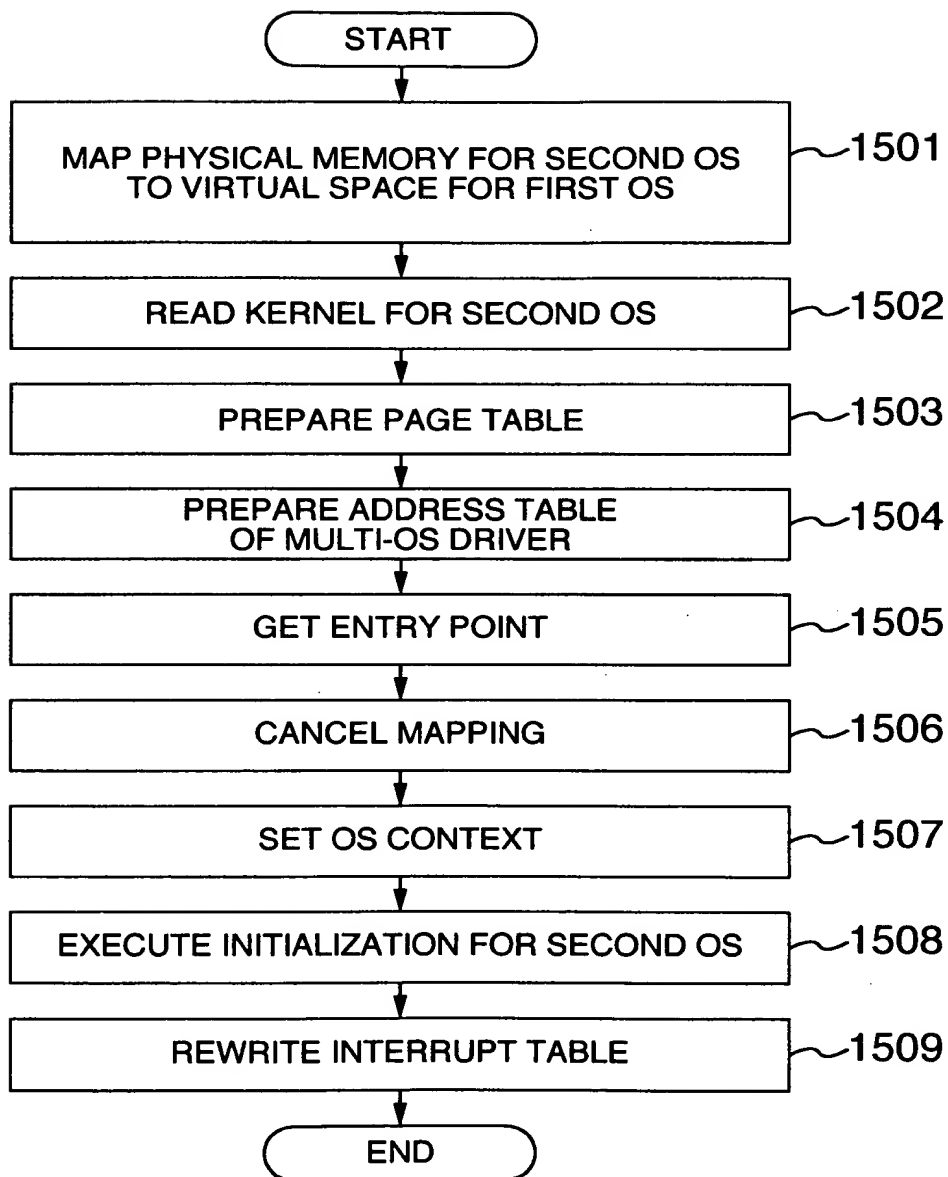 START
MAP PHYSICAL MEMORY FOR SECOND OS
TO VIRTUAL SPACE FOR FIRST OS
1501
READ KERNEL FOR SECOND OS
1502
PREPARE PAGE TABLE
1503
PREPARE ADDRESS TABLE
OF MULTI-OS DRIVER
1504
GET ENTRY POINT
1505
CANCEL MAPPING
1506
SET OS CONTEXT
1507
EXECUTE INITIALIZATION FOR SECOND OS
1508
REWRITE INTERRUPT TABLE
1509
END